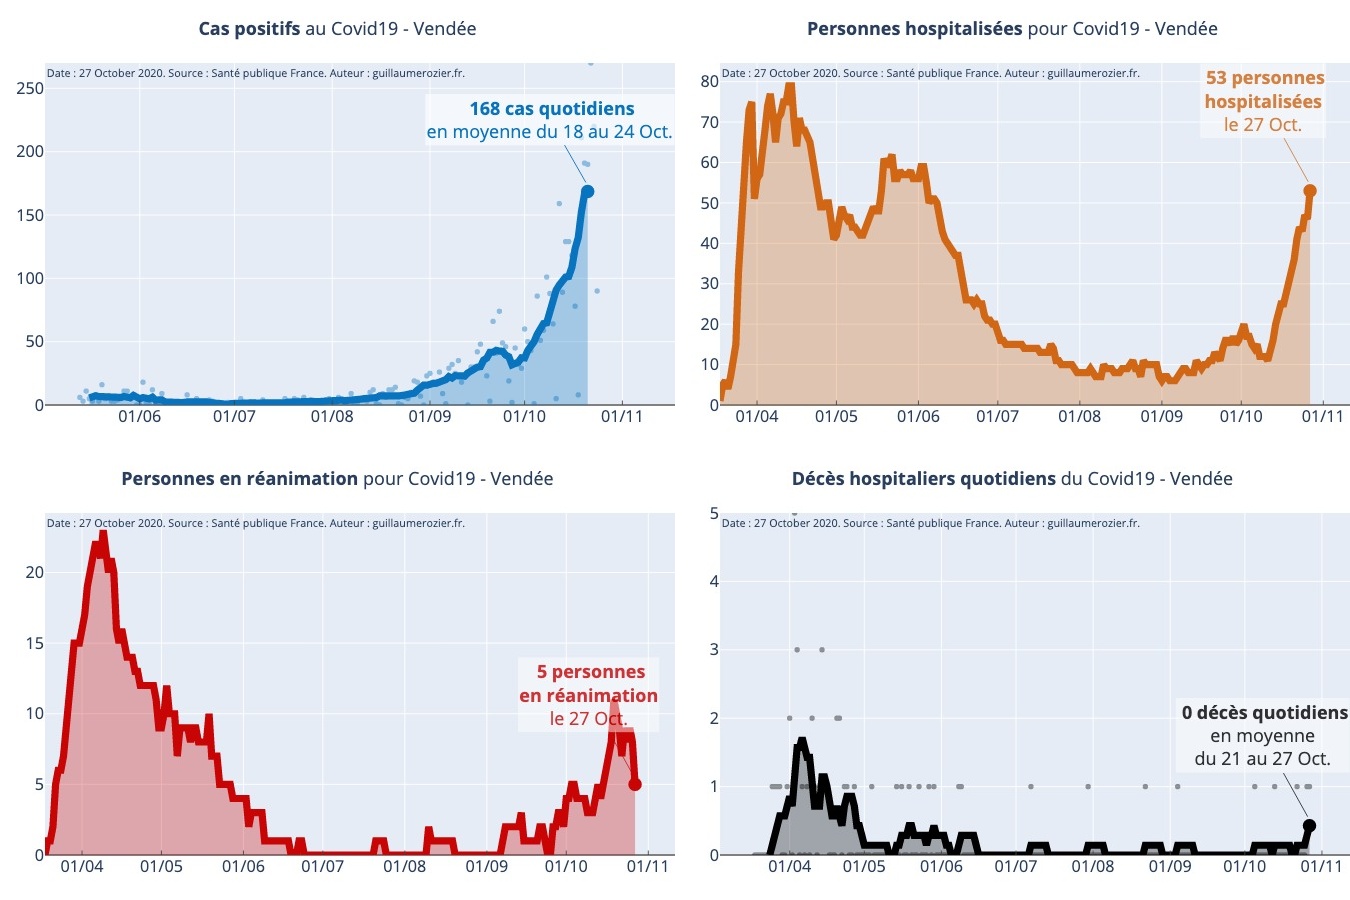 Cas positifs au Covid19 - Vendée
Date : 27 October 2020. Source : Santé publique France. Auteur : guillaumerozier.fr.
250
200
150
100
50
0
168 cas quotidiens
en moyenne du 18 au 24 Oct.
01/06 01/07 01/08 01/09 01/10 01/11
Personnes hospitalisées pour Covid19 - Vendée
Date : 27 October 2020. Source : Santé publique France. Auteur : guillaumerozier.fr.
80
70
60
50
40
30
20
10
0
53 personnes
hospitalisées
le 27 Oct.
01/04 01/05 01/06 01/07 01/08 01/09 01/10 01/11
Personnes en réanimation pour Covid19 - Vendée
Date : 27 October 2020. Source : Santé publique France. Auteur : guillaumerozier.fr.
20
15
10
5
0
5 personnes
en réanimation
le 27 Oct.
01/04 01/05 01/06 01/07 01/08 01/09 01/10 01/11
Décès hospitaliers quotidiens du Covid19 - Vendée
Date : 27 October 2020. Source : Santé publique France. Auteur : guillaumerozier.fr.
5
4
3
2
1
0
0 décès quotidiens
en moyenne
du 21 au 27 Oct.
01/04 01/05 01/06 01/07 01/08 01/09 01/10 01/11